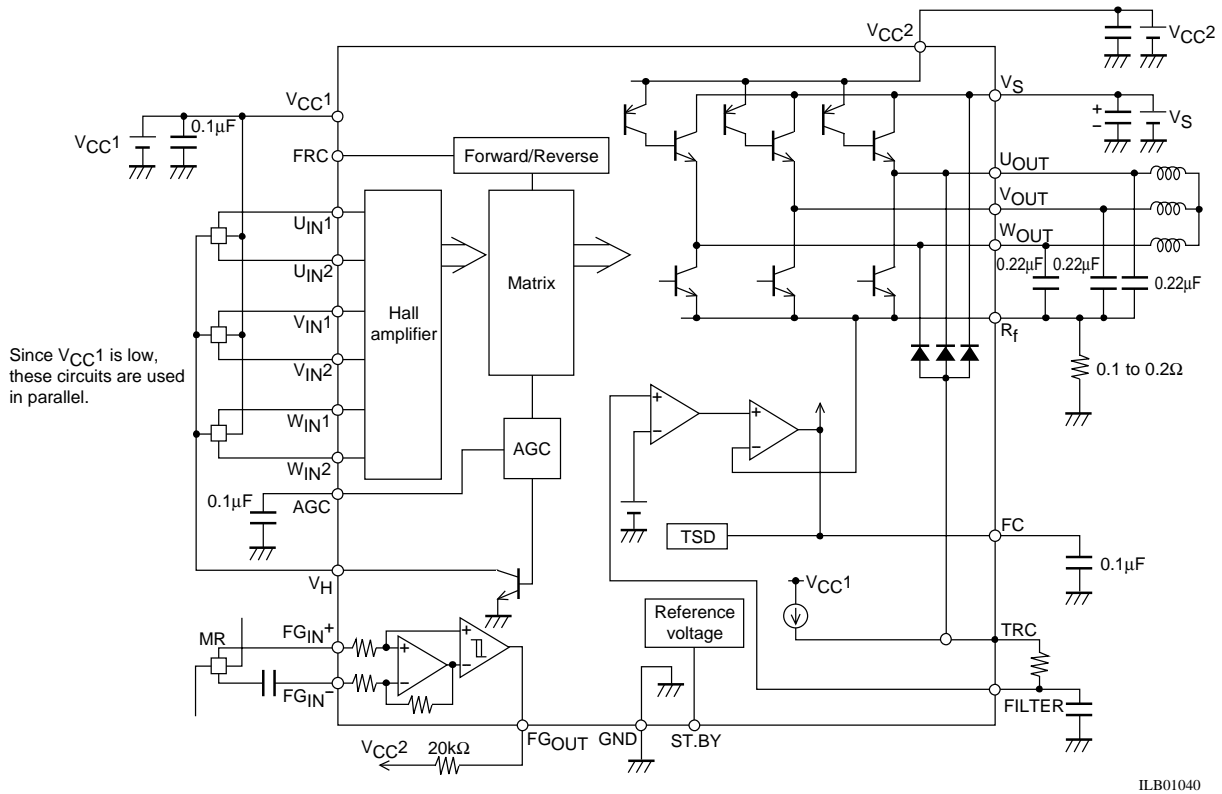 VCC2
VCC2
VCC1
0.1µF
VCC1
VS
+
−
VS
FRC
Forward/Reverse
UOUT
VOUT
WOUT
UIN1
UIN2
VIN1
VIN2
WIN1
WIN2
Hall
amplifier
Matrix
0.22µF
0.22µF
0.22µF
Rf
0.1 to 0.2Ω
Since VCC1 is low,
these circuits are used
in parallel.
AGC
AGC
0.1µF
+
−
+
−
TSD
FC
0.1µF
VH
VCC1
Reference
voltage
TRC
MR
FGIN+
FGIN−
+
−
+
−
FILTER
FGOUT
GND
ST.BY
VCC2
20kΩ
ILB01040